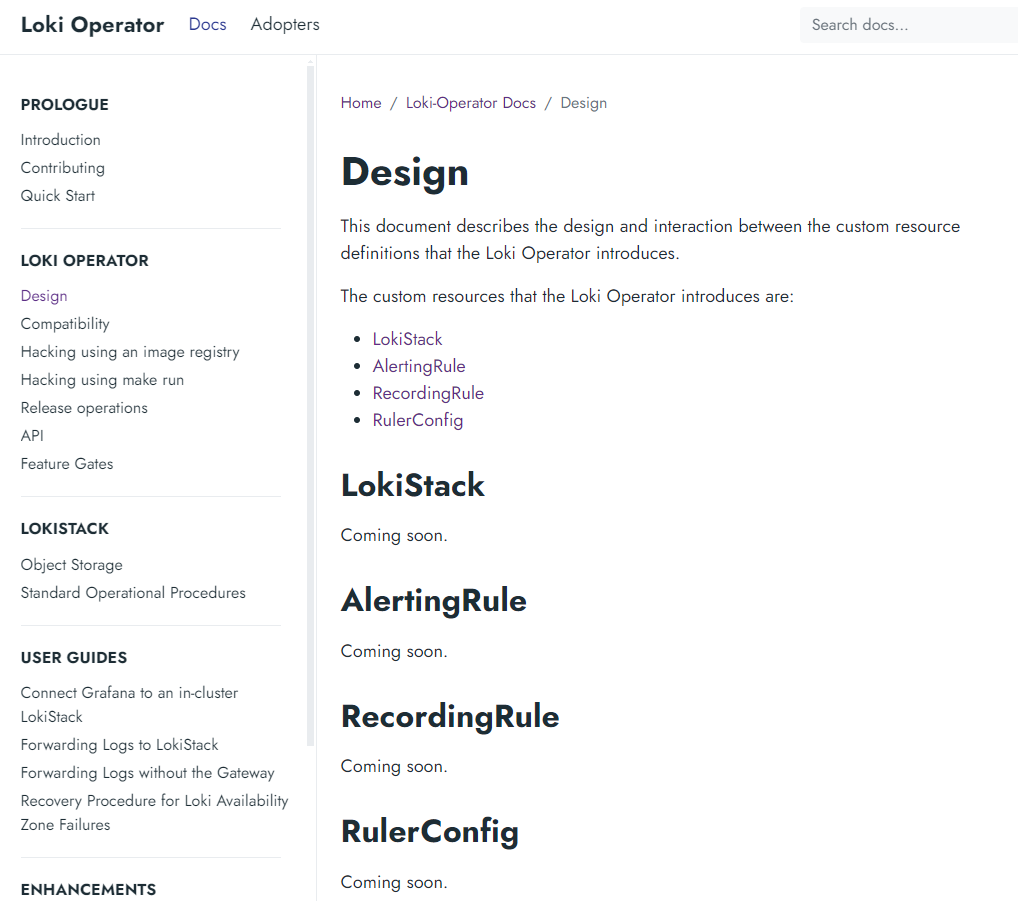 Loki Operator Docs Adopters Search docs...
PROLOGUE
Introduction
Contributing
Quick Start
LOKI OPERATOR
Design
Compatibility
Hacking using an image registry
Hacking using make run
Release operations
API
Feature Gates
LOKISTACK
Object Storage
Standard Operational Procedures
USER GUIDES
Connect Grafana to an in-cluster
LokiStack
Forwarding Logs to LokiStack
Forwarding Logs without the Gateway
Recovery Procedure for Loki Availability
Zone Failures
ENHANCEMENTS
Home / Loki-Operator Docs / Design
Design
This document describes the design and interaction between the custom resource
definitions that the Loki Operator introduces.
The custom resources that the Loki Operator introduces are:
• LokiStack
• AlertingRule
• RecordingRule
• RulerConfig
LokiStack
Coming soon.
AlertingRule
Coming soon.
RecordingRule
Coming soon.
RulerConfig
Coming soon.